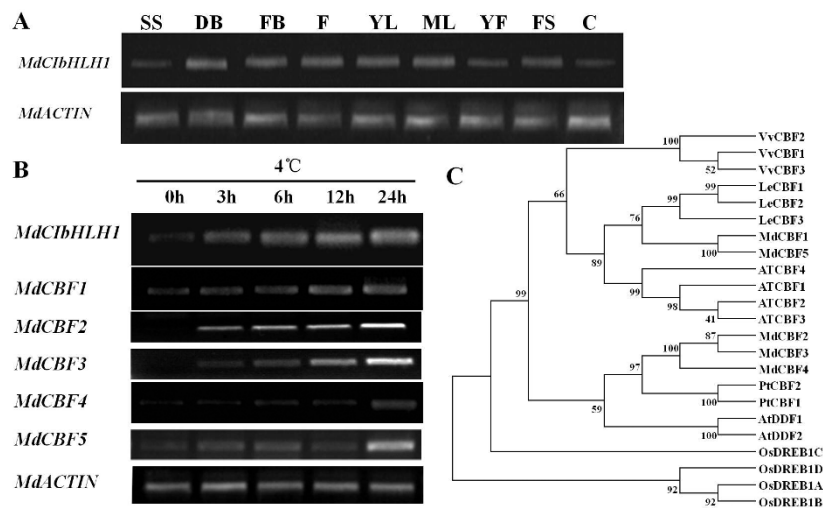 A
SS DB FB F YL ML YF FS C
MdCIbHLH1
MdACTIN
B
4℃
0h 3h 6h 12h 24h
MdCIbHLH1
MdCBF1
MdCBF2
MdCBF3
MdCBF4
MdCBF5
MdACTIN
C
VvCBF2
100
VvCBF1
52
VvCBF3
66
99
LeCBF1
99
LeCBF2
76
LeCBF3
MdCBF1
100
MdCBF5
89
ATCBF4
99
ATCBF1
98
ATCBF2
41
ATCBF3
99
87
MdCBF2
100
MdCBF3
97
MdCBF4
PtCBF2
100
PtCBF1
59
AtDDF1
100
AtDDF2
OsDREB1C
OsDREB1D
92
OsDREB1A
92
OsDREB1B